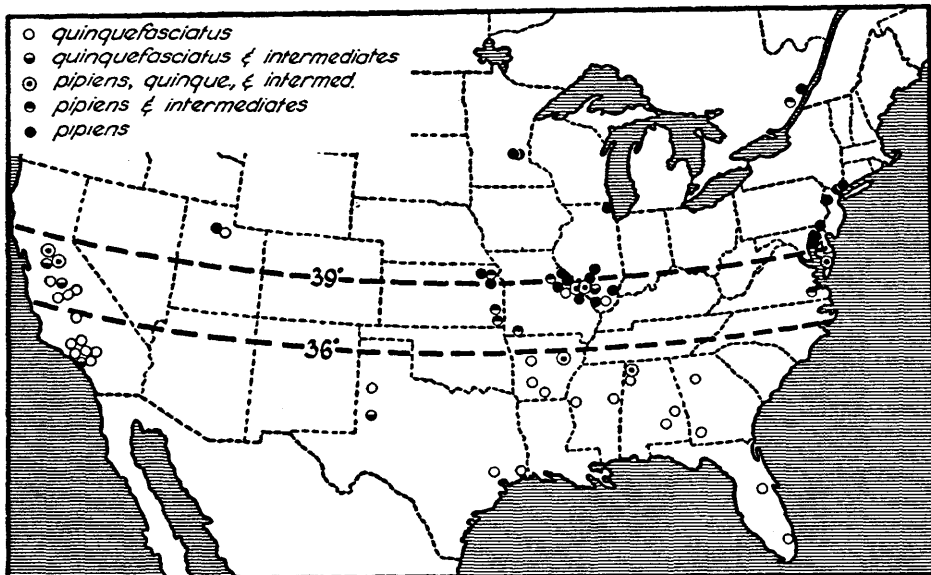 quinquefasciatus
quinquefasciatus & intermediates
pipiens, quinque, & intermed.
pipiens & intermediates
pipiens
39°
36°